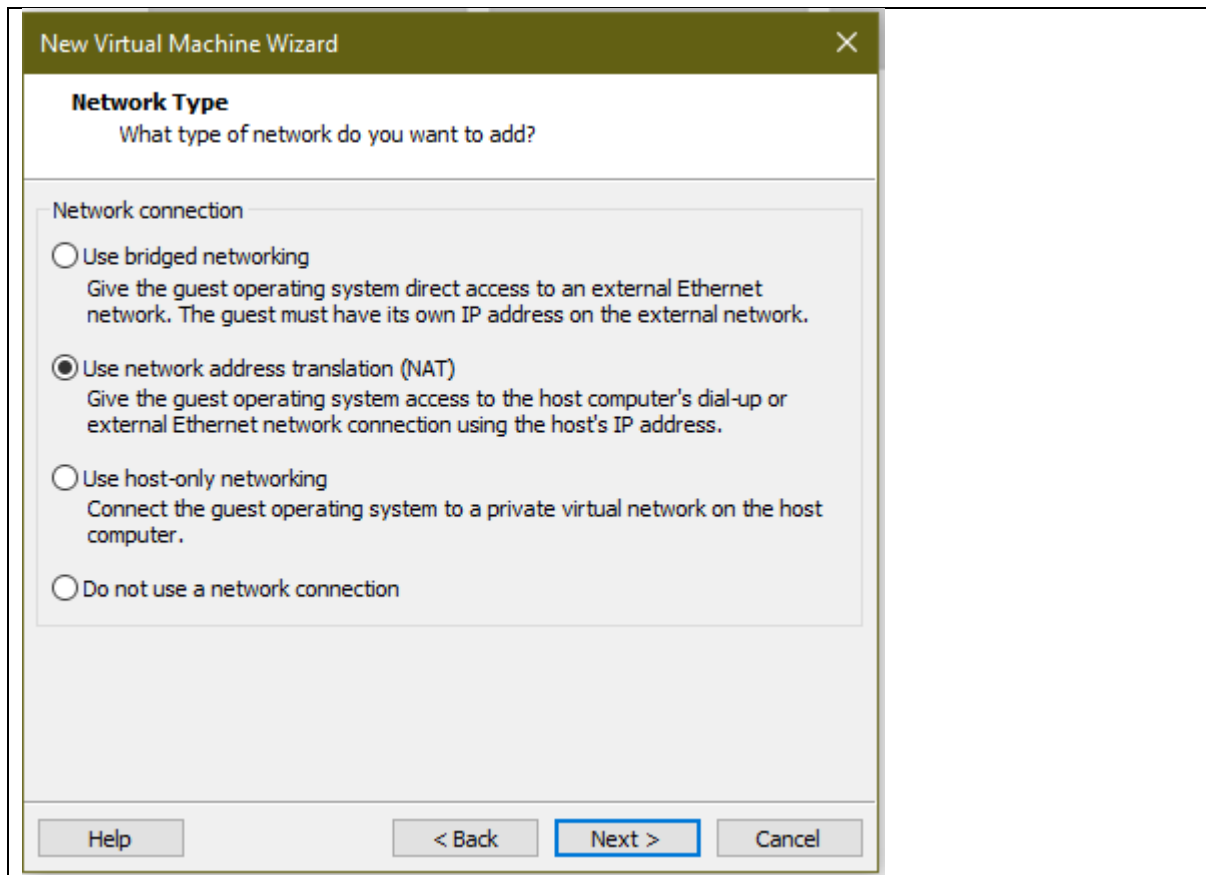 New Virtual Machine Wizard
Network Type
What type of network do you want to add?
Network connection
Use bridged networking
Give the guest operating system direct access to an external Ethernet
network. The guest must have its own IP address on the external network.
Use network address translation (NAT)
Give the guest operating system access to the host computer's dial-up or
external Ethernet network connection using the host's IP address.
Use host-only networking
Connect the guest operating system to a private virtual network on the host
computer.
Do not use a network connection
Help < Back Next > Cancel